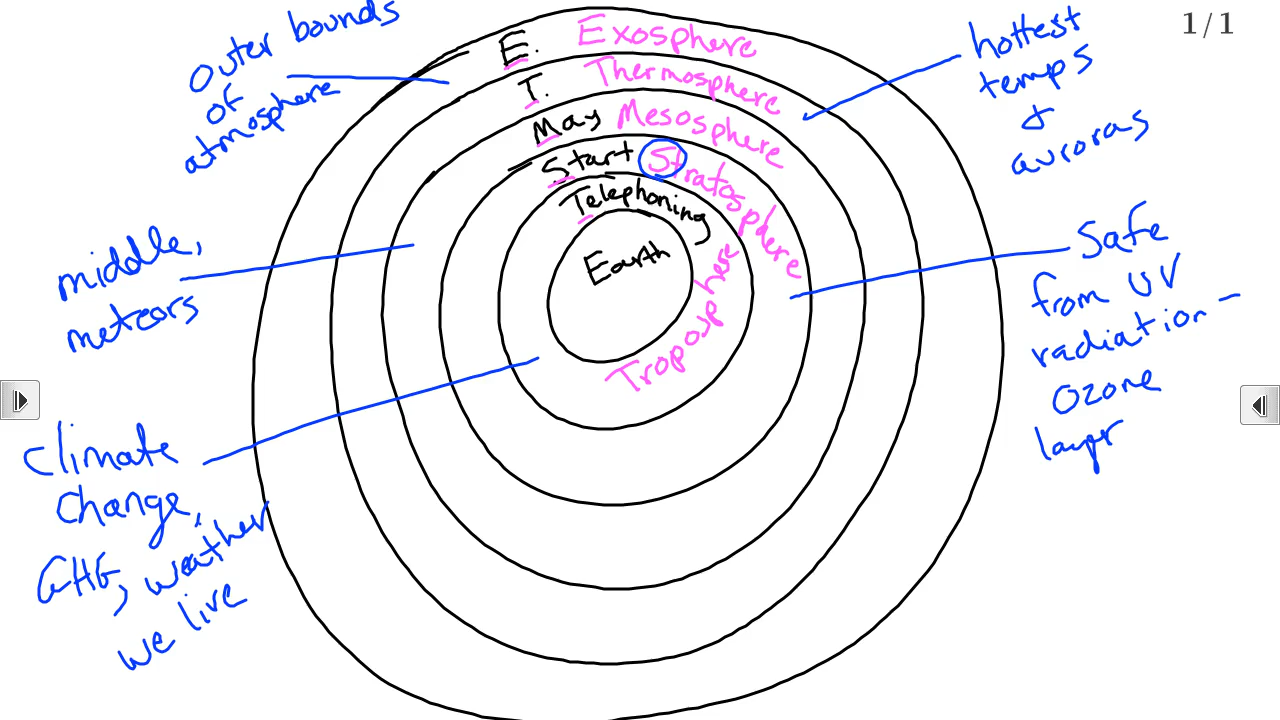 1/1
outer bounds
of
atmosphere
E. Exosphere
T. Thermosphere
May Mesosphere
Start Stratosphere
Telephoning Troposphere
Earth
hottest
temps
&
auroras
middle,
meteors
Safe
from UV
radiation -
Ozone
layer
Climate
change,
GHG, weather
we live